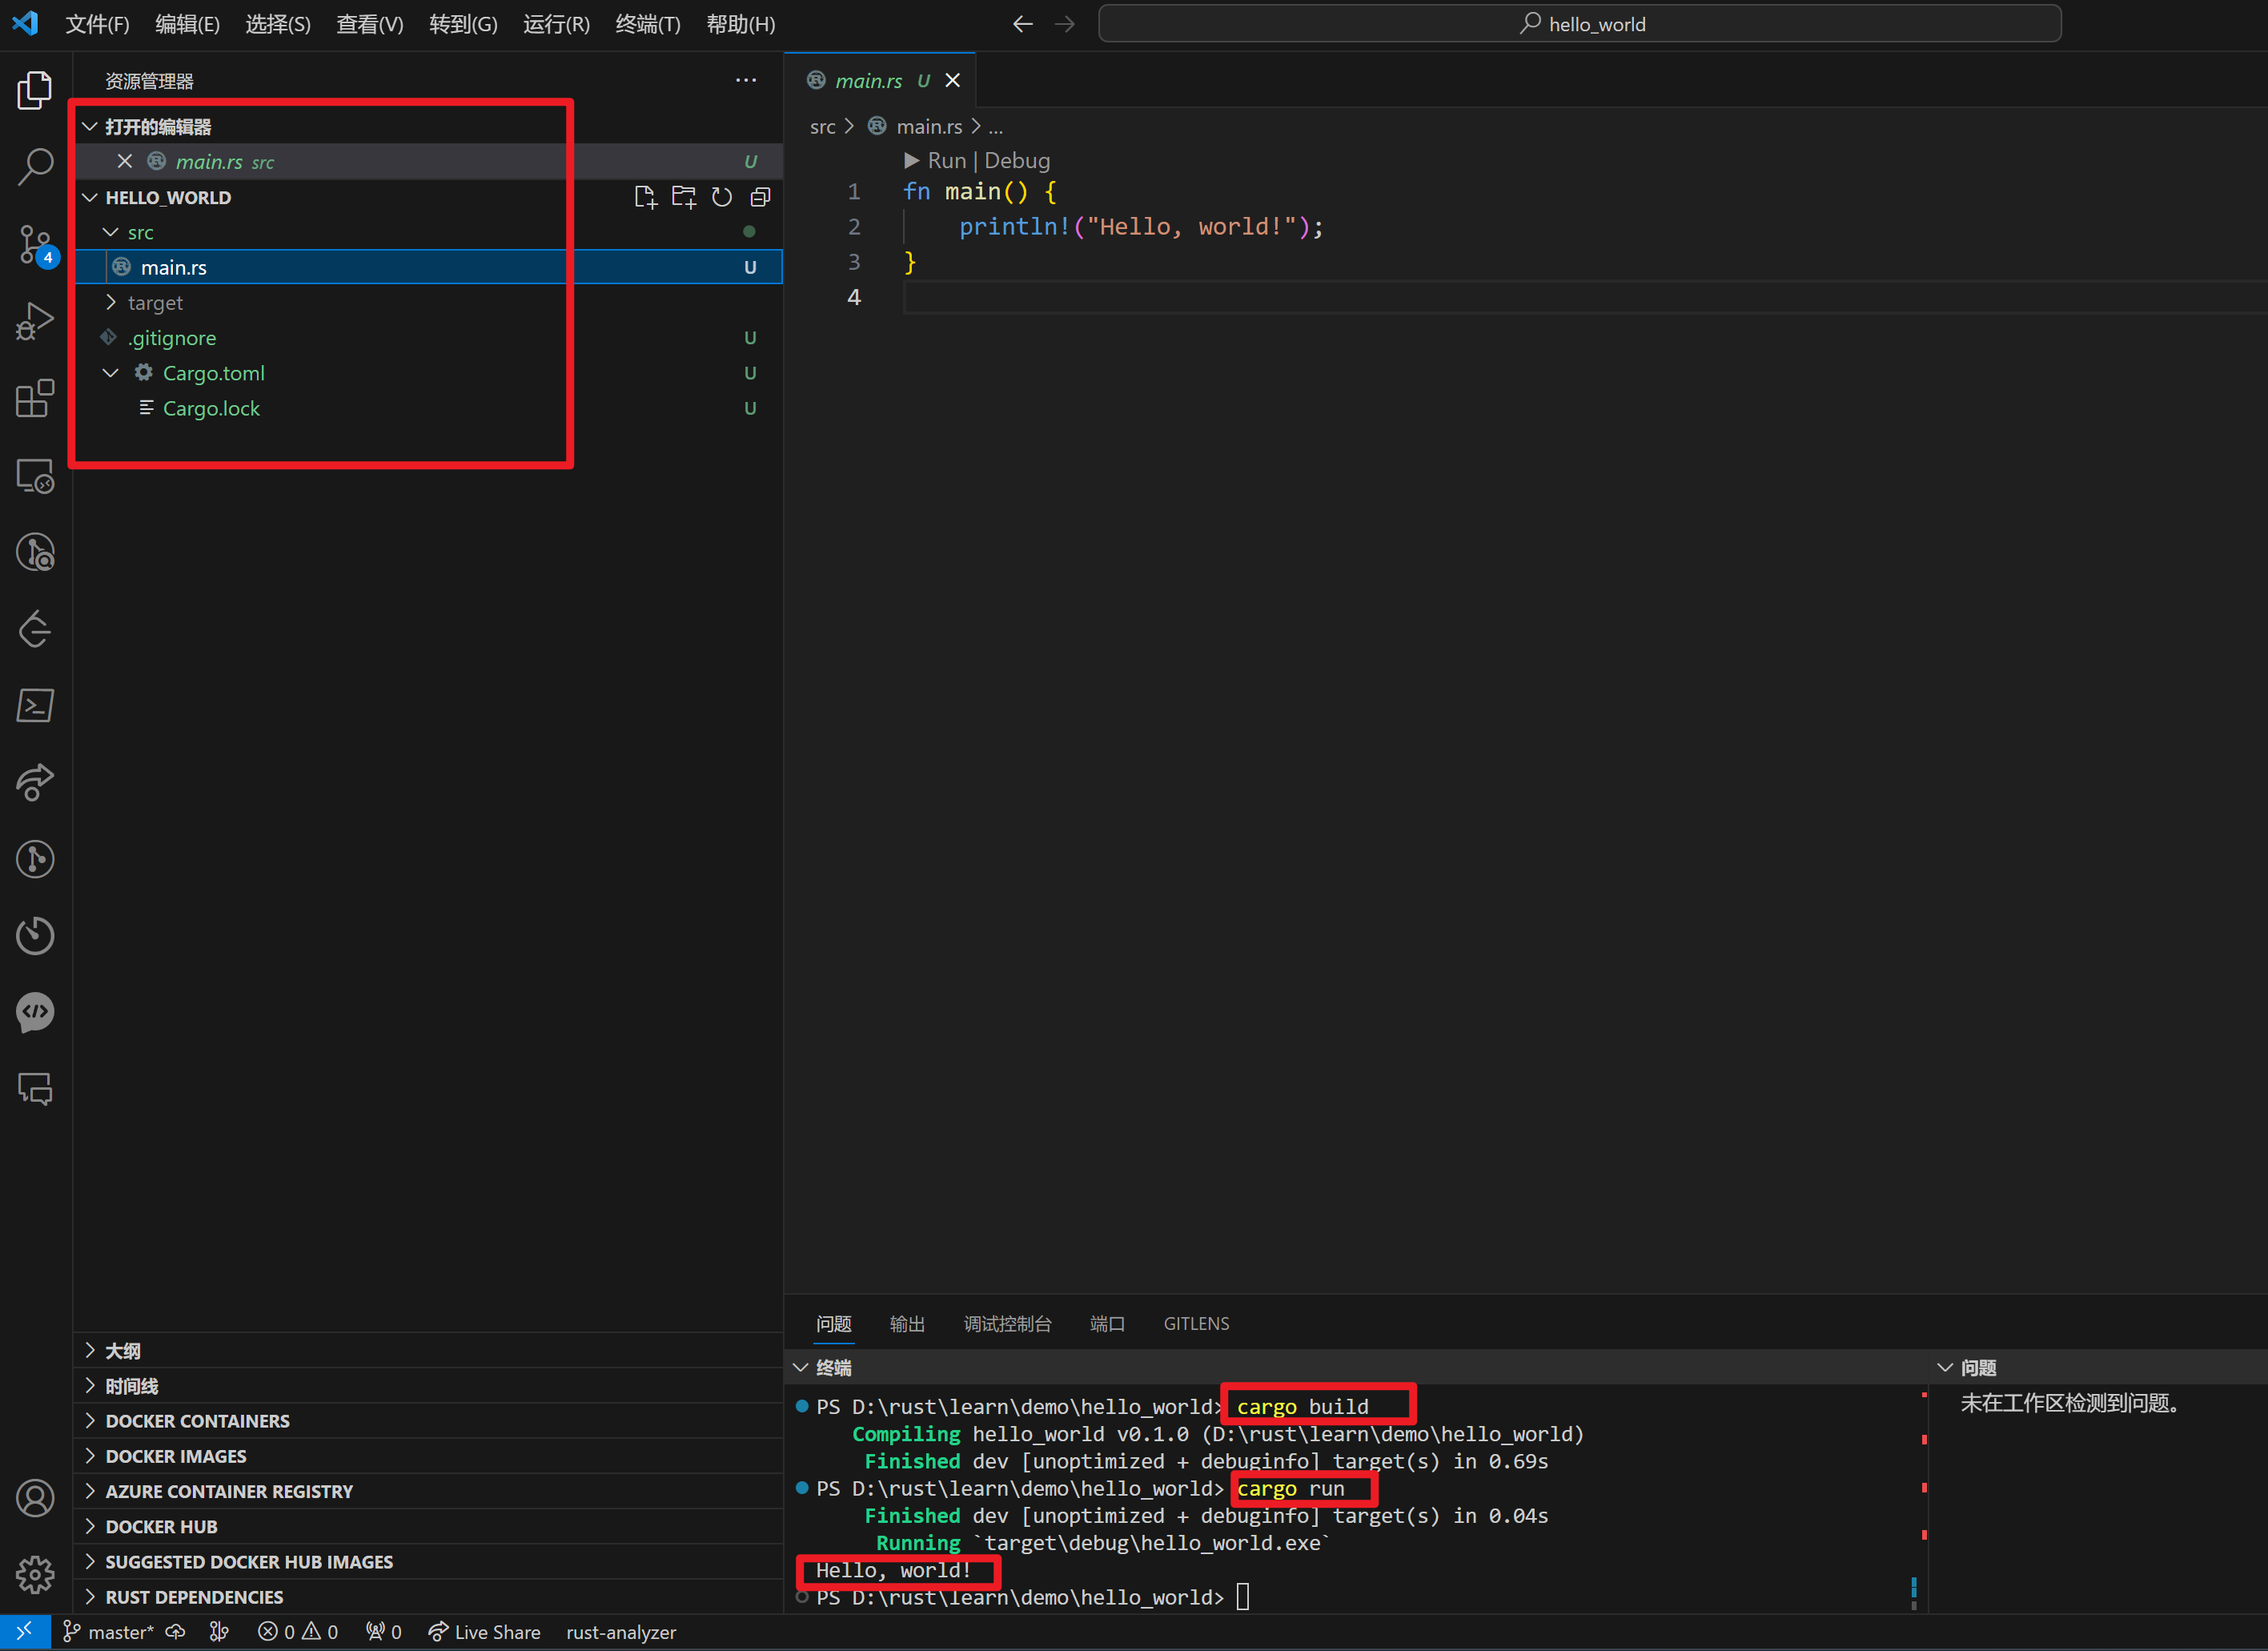 文件(F) 编辑(E) 选择(S) 查看(V) 转到(G) 运行(R) 终端(T) 帮助(H)
hello_world
资源管理器
打开的编辑器
main.rs src U
HELLO_WORLD
src
main.rs U
target
.gitignore U
Cargo.toml U
Cargo.lock U
4
大纲
时间线
DOCKER CONTAINERS
DOCKER IMAGES
AZURE CONTAINER REGISTRY
DOCKER HUB
SUGGESTED DOCKER HUB IMAGES
RUST DEPENDENCIES
main.rs U
src > main.rs > ...
Run | Debug
1 fn main() {
2 println!("Hello, world!");
3 }
4
问题 输出 调试控制台 端口 GITLENS
终端
PS D:\rust\learn\demo\hello_world> cargo build
Compiling hello_world v0.1.0 (D:\rust\learn\demo\hello_world)
Finished dev [unoptimized + debuginfo] target(s) in 0.69s
PS D:\rust\learn\demo\hello_world> cargo run
Finished dev [unoptimized + debuginfo] target(s) in 0.04s
Running `target\debug\hello_world.exe`
Hello, world!
PS D:\rust\learn\demo\hello_world>
问题
未在工作区检测到问题。
master* 0 0 0 Live Share rust-analyzer